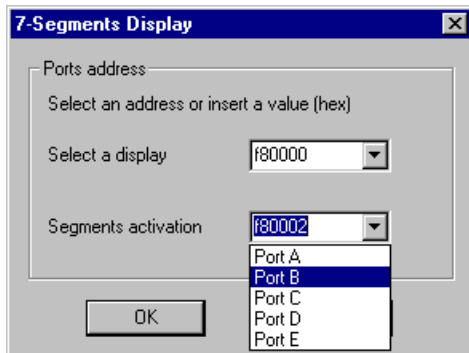 7-Segments Display
Ports address
Select an address or insert a value (hex)
Select a display f80000
Segments activation f80002
Port A
Port B
Port C
Port D
Port E
OK